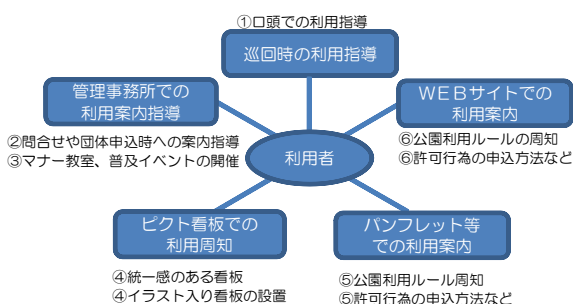 ①口頭での利用指導
巡回時の利用指導
管理事務所での
利用案内指導
②問合せや団体申込時への案内指導
③マナー教室、普及イベントの開催
WEBサイトでの
利用案内
⑥公園利用ルールの周知
⑥許可行為の申込方法など
利用者
ピクト看板での
利用周知
④統一感のある看板
④イラスト入り看板の設置
パンフレット等
での利用案内
⑤公園利用ルール周知
⑤許可行為の申込方法など